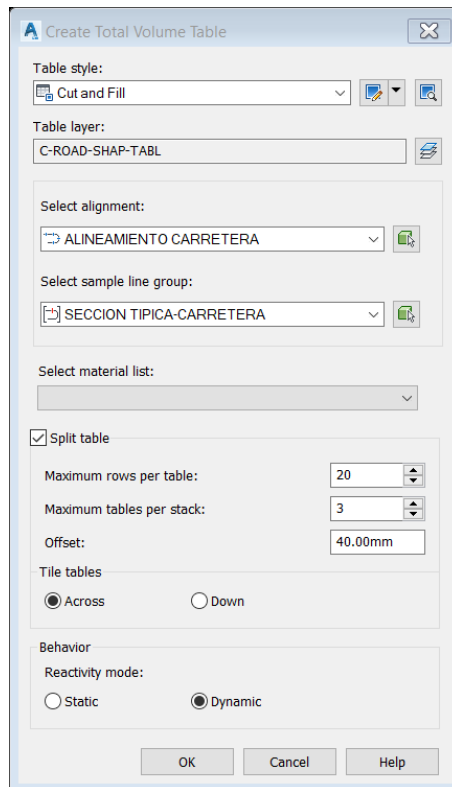 Create Total Volume Table
Table style:
Cut and Fill
Table layer:
C-ROAD-SHAP-TABL
Select alignment:
ALINEAMIENTO CARRETERA
Select sample line group:
SECCION TIPICA-CARRETERA
Select material list:
Split table
Maximum rows per table:
20
Maximum tables per stack:
3
Offset:
40.00mm
Tile tables
Across
Down
Behavior
Reactivity mode:
Static
Dynamic
OK
Cancel
Help